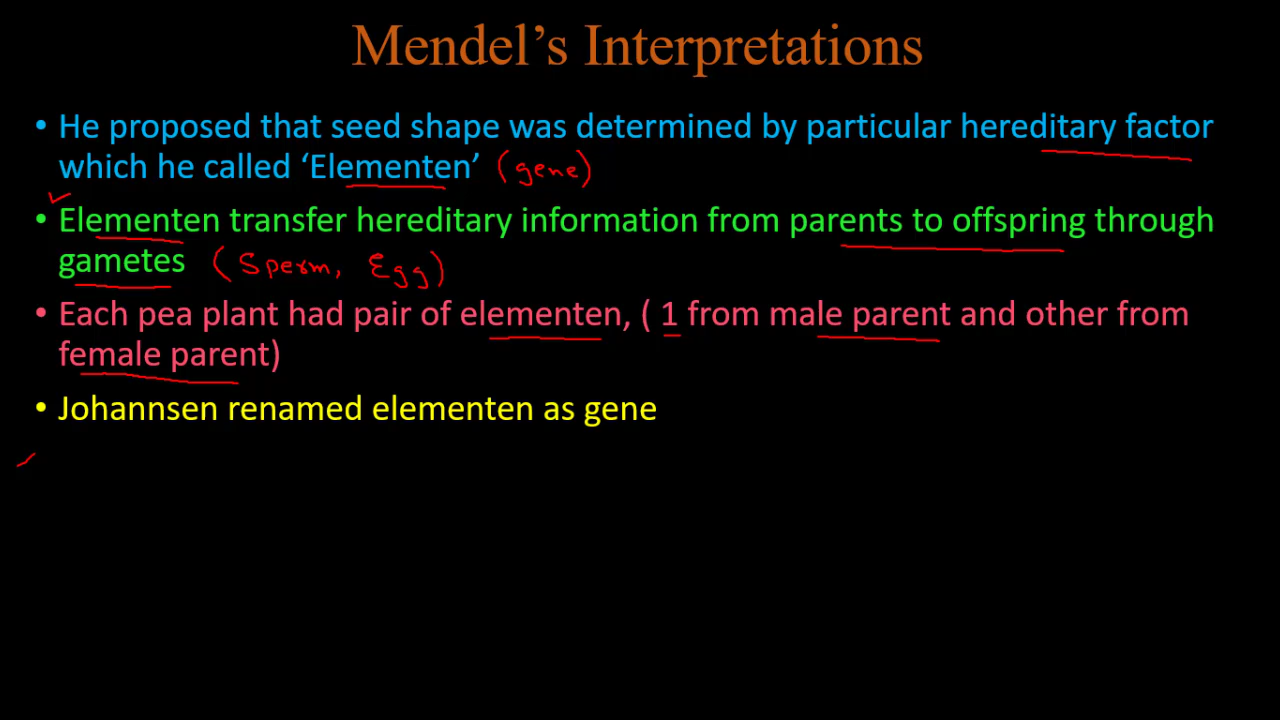 Mendel’s Interpretations
• He proposed that seed shape was determined by particular hereditary factor
which he called ‘Elementen’ (gene)
• Elementen transfer hereditary information from parents to offspring through
gametes (Sperm, Egg)
• Each pea plant had pair of elementen, ( 1 from male parent and other from
female parent)
• Johannsen renamed elementen as gene